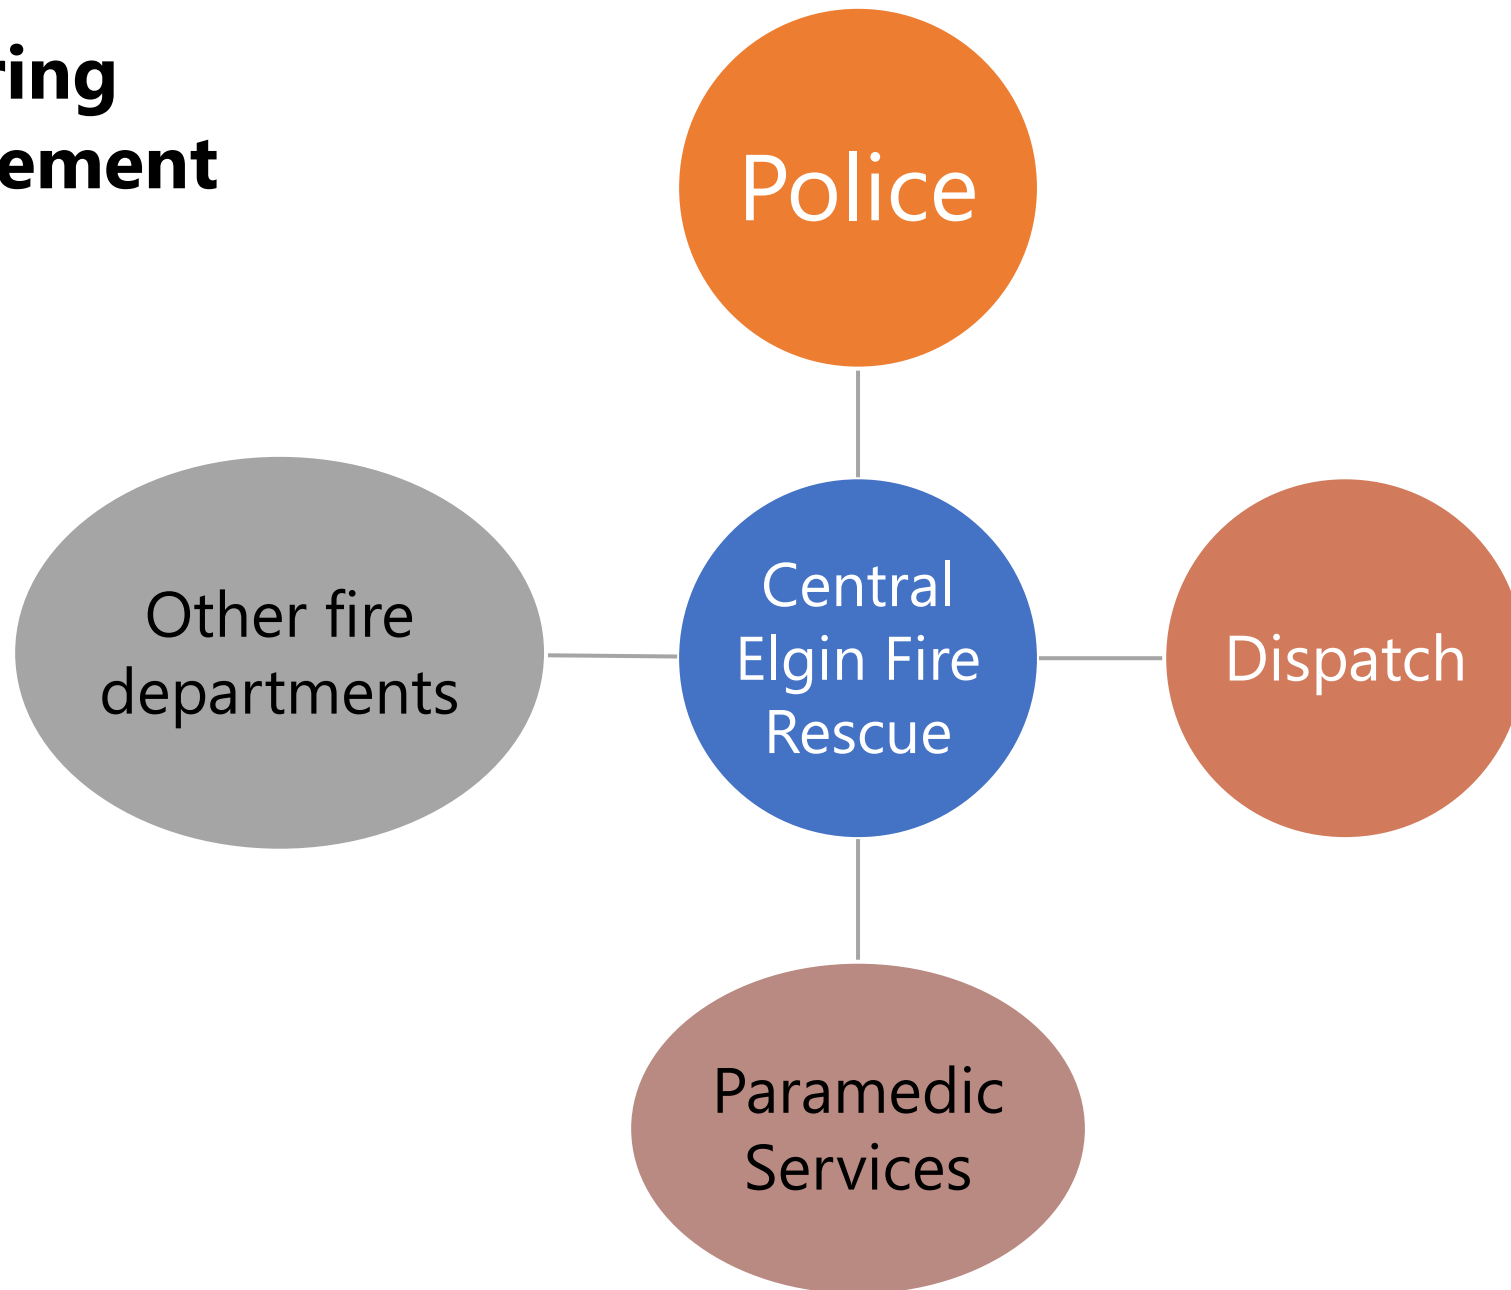 ring
ement
Police
Other fire
departments
Central
Elgin Fire
Rescue
Dispatch
Paramedic
Services